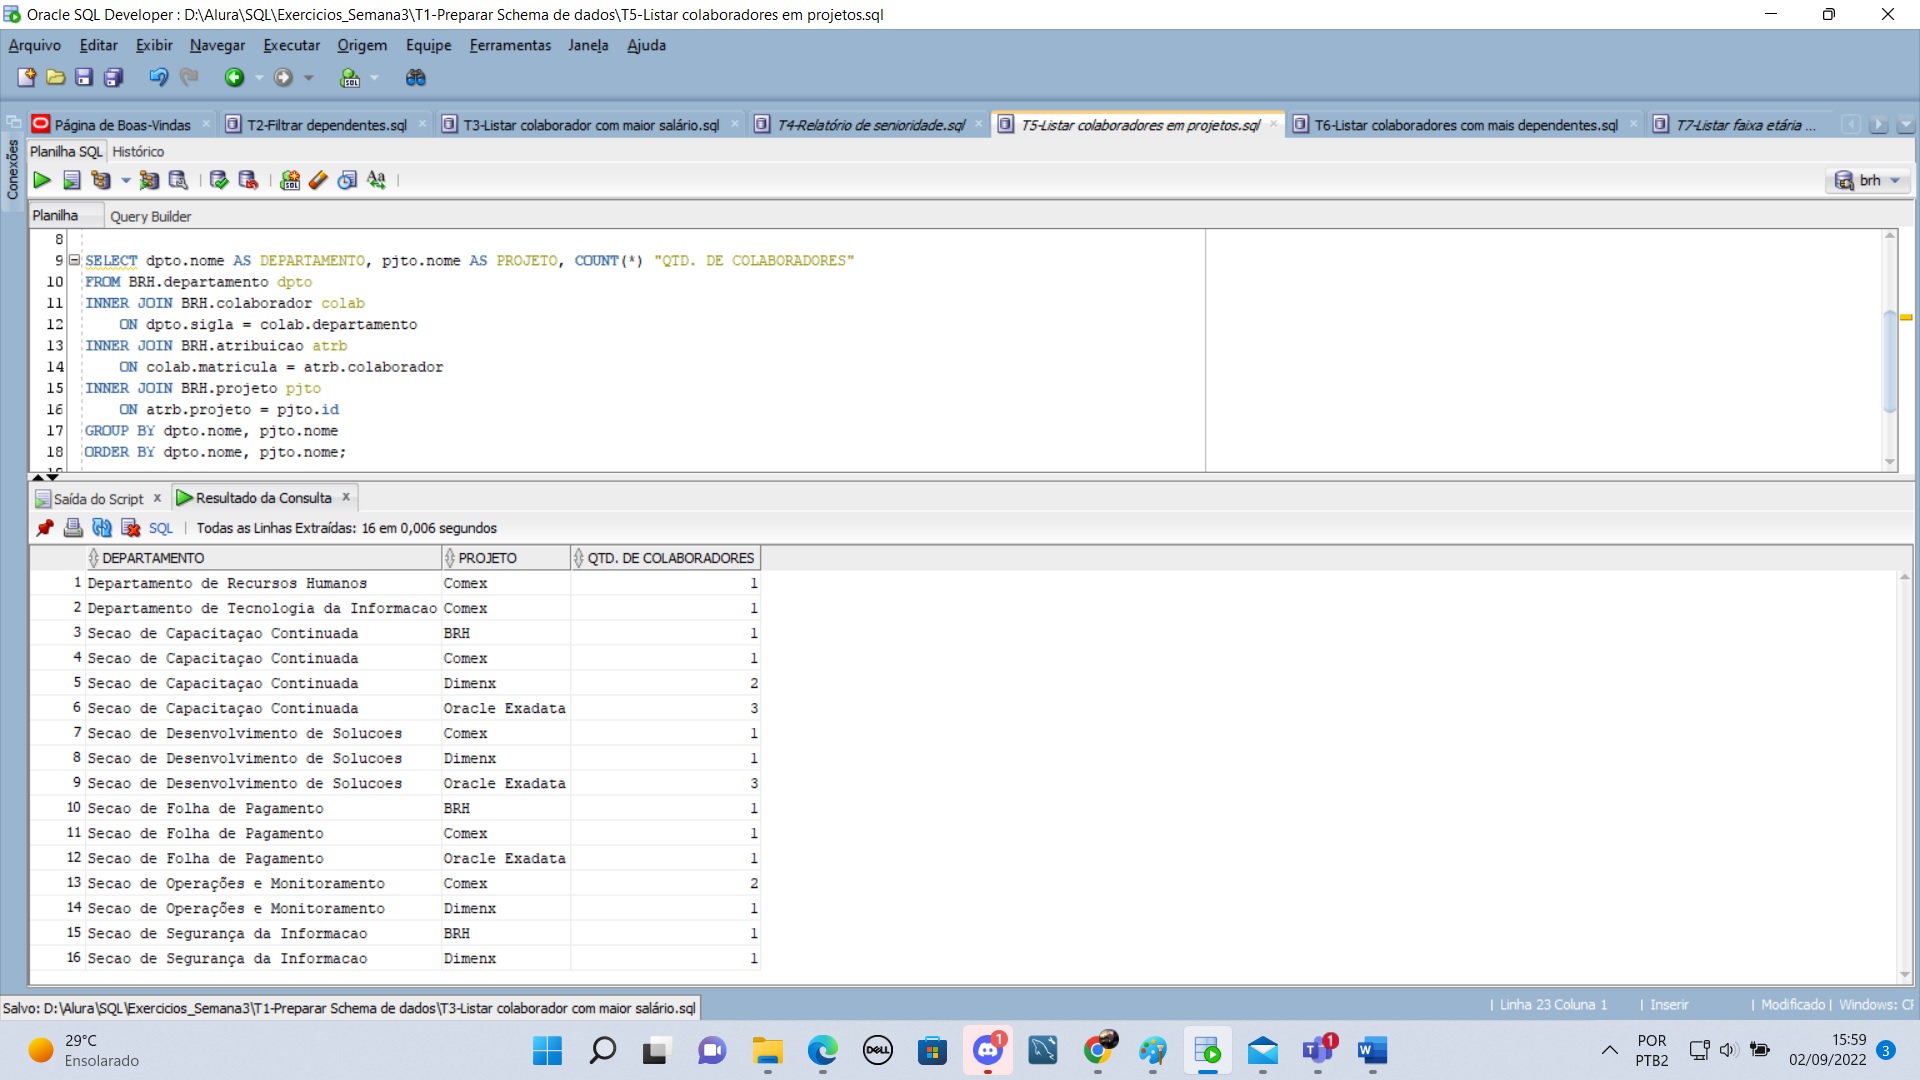 Oracle SQL Developer : D:\Alura\SQL\Exercicios_Semana3\T1-Preparar Schema de dados\T5-Listar colaboradores em projetos.sql
Arquivo Editar Exibir Navegar Executar Origem Equipe Ferramentas Janela Ajuda
Página de Boas-Vindas T2-Filtrar dependentes.sql T3-Listar colaborador com maior salário.sql T4-Relatório de senioridade.sql T5-Listar colaboradores em projetos.sql T6-Listar colaboradores com mais dependentes.sql T7-Listar faixa etária ...
Conexões
Planilha SQL Histórico
brh
Planilha Query Builder
8
9 SELECT dpto.nome AS DEPARTAMENTO, pjto.nome AS PROJETO, COUNT(*) "QTD. DE COLABORADORES"
10 FROM BRH.departamento dpto
11 INNER JOIN BRH.colaborador colab
12 ON dpto.sigla = colab.departamento
13 INNER JOIN BRH.atribuicao atrb
14 ON colab.matricula = atrb.colaborador
15 INNER JOIN BRH.projeto pjto
16 ON atrb.projeto = pjto.id
17 GROUP BY dpto.nome, pjto.nome
18 ORDER BY dpto.nome, pjto.nome;
Saída do Script Resultado da Consulta
SQL Todas as Linhas Extraídas: 16 em 0,006 segundos
DEPARTAMENTO PROJETO QTD. DE COLABORADORES
1 Departamento de Recursos Humanos Comex 1
2 Departamento de Tecnologia da Informacao Comex 1
3 Secao de Capacitaçao Continuada BRH 1
4 Secao de Capacitaçao Continuada Comex 1
5 Secao de Capacitaçao Continuada Dimenx 2
6 Secao de Capacitaçao Continuada Oracle Exadata 3
7 Secao de Desenvolvimento de Solucoes Comex 1
8 Secao de Desenvolvimento de Solucoes Dimenx 1
9 Secao de Desenvolvimento de Solucoes Oracle Exadata 3
10 Secao de Folha de Pagamento BRH 1
11 Secao de Folha de Pagamento Comex 1
12 Secao de Folha de Pagamento Oracle Exadata 1
13 Secao de Operações e Monitoramento Comex 2
14 Secao de Operações e Monitoramento Dimenx 1
15 Secao de Segurança da Informacao BRH 1
16 Secao de Segurança da Informacao Dimenx 1
Salvo: D:\Alura\SQL\Exercicios_Semana3\T1-Preparar Schema de dados\T3-Listar colaborador com maior salário.sql
Linha 23 Coluna 1 | Inserir | Modificado | Windows:
29°C
Ensolarado
DELL
1
1
POR
PTB2
15:59
02/09/2022
3